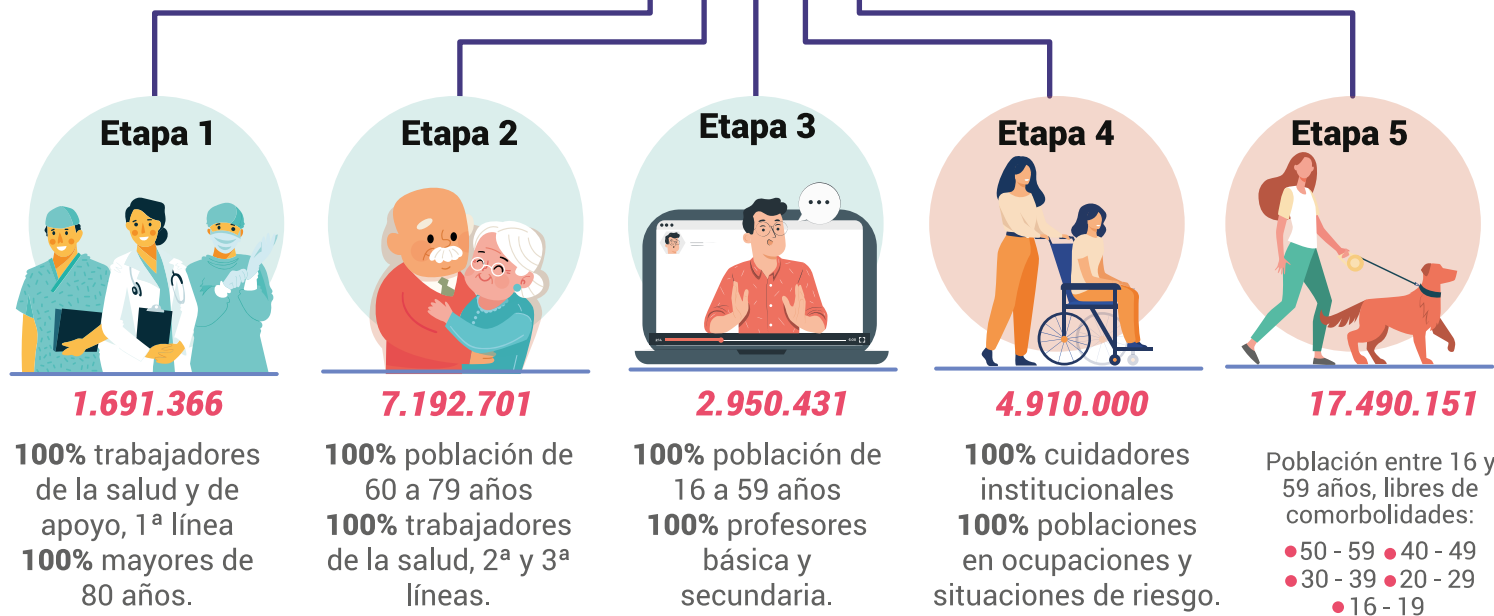 Etapa 1
1.691.366
100% trabajadores
de la salud y de
apoyo, 1ª línea
100% mayores de
80 años.
Etapa 2
7.192.701
100% población de
60 a 79 años
100% trabajadores
de la salud, 2ª y 3ª
líneas.
Etapa 3
2.950.431
100% población de
16 a 59 años
100% profesores
básica y
secundaria.
Etapa 4
4.910.000
100% cuidadores
institucionales
100% poblaciones
en ocupaciones y
situaciones de riesgo.
Etapa 5
17.490.151
Población entre 16 y
59 años, libres de
comorbolidades:
•50 - 59 •40 - 49
•30 - 39 •20 - 29
•16 - 19